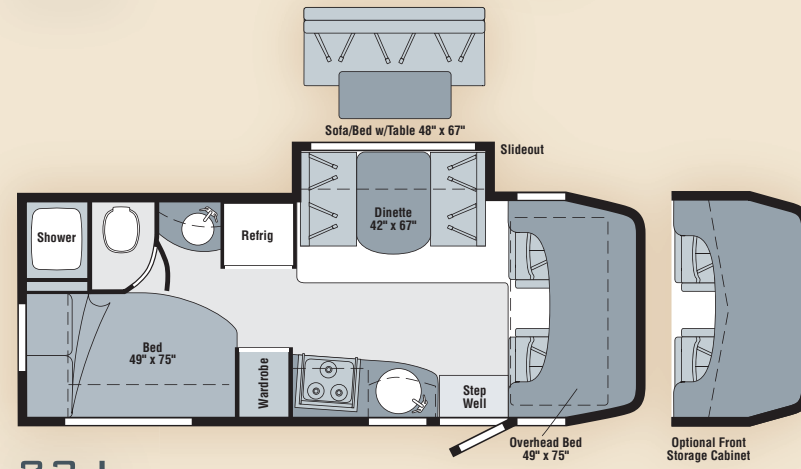 Sofa/Bed w/Table 48" x 67"
Slideout
Dinette
42" x 67"
Shower
Refrig
Bed
49" x 75"
Wardrobe
Step
Well
Overhead Bed
49" x 75"
Optional Front
Storage Cabinet